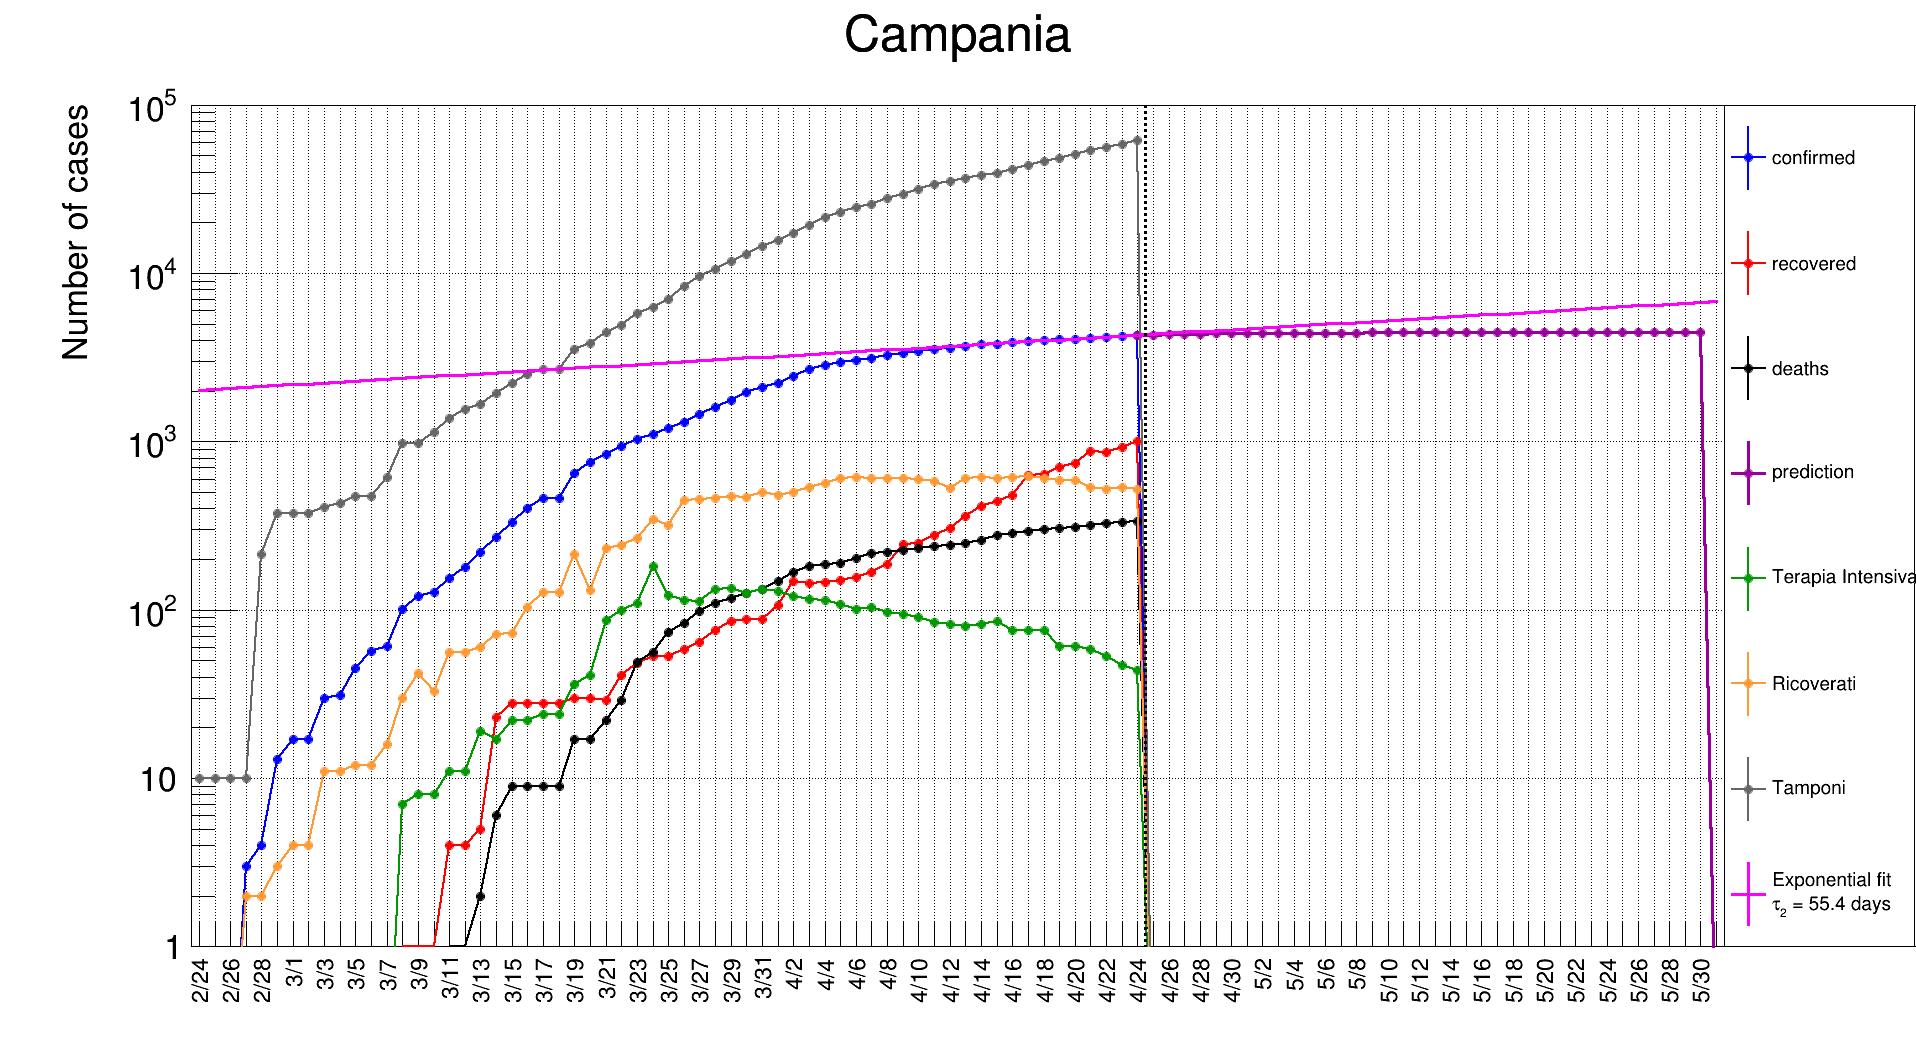 Campania
Number of cases
10^5
10^4
10^3
10^2
10
1
2/24 2/26 2/28 3/1 3/3 3/5 3/7 3/9 3/11 3/13 3/15 3/17 3/19 3/21 3/23 3/25 3/27 3/29 3/31 4/2 4/4 4/6 4/8 4/10 4/12 4/14 4/16 4/18 4/20 4/22 4/24 4/26 4/28 4/30 5/2 5/4 5/6 5/8 5/10 5/12 5/14 5/16 5/18 5/20 5/22 5/24 5/26 5/28 5/30
confirmed
recovered
deaths
prediction
Terapia Intensiva
Ricoverati
Tamponi
Exponential fit
τ₂ = 55.4 days